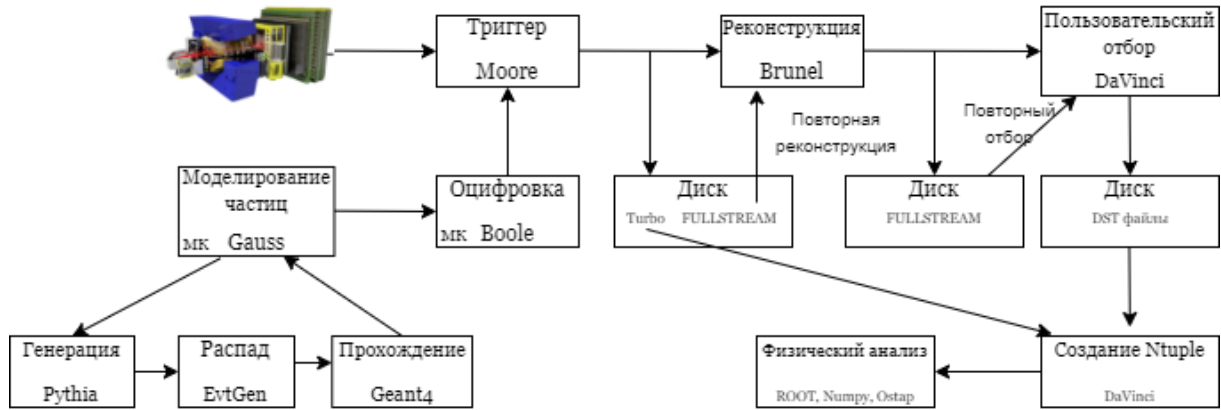 Триггер
Moore
Реконструкция
Brunel
Пользовательский
отбор
DaVinci
Повторная
реконструкция
Повторный
отбор
Моделирование
частиц
МК Gauss
Оцифровка
МК Boole
Диск
Turbo FULLSTREAM
Диск
FULLSTREAM
Диск
DST файлы
Генерация
Pythia
Распад
EvtGen
Прохождение
Geant4
Физический анализ
ROOT, Numpy, Ostap
Создание Ntuple
DaVinci